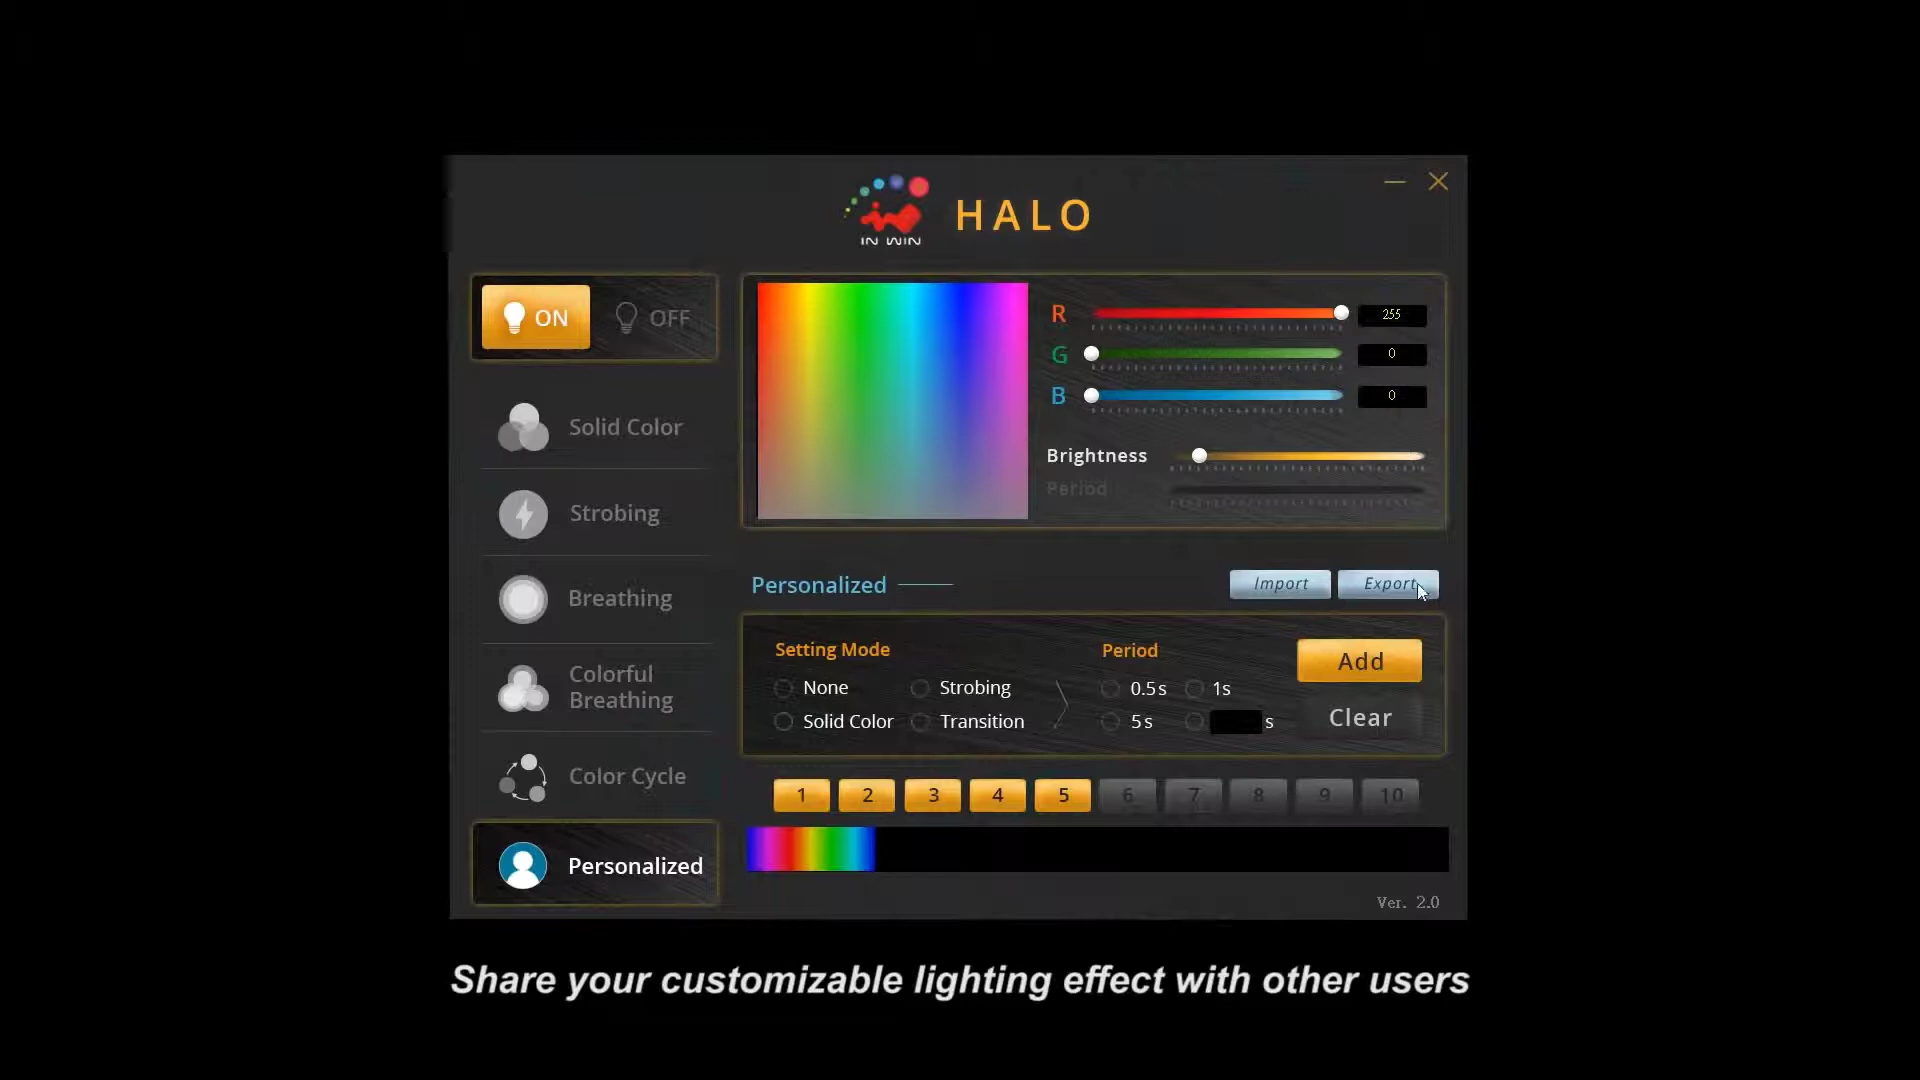 IN WIN
HALO
ON
OFF
R
255
G
0
B
0
Brightness
Period
Solid Color
Strobing
Breathing
Colorful
Breathing
Color Cycle
Personalized
Personalized
Import
Export
Setting Mode
None
Strobing
Solid Color
Transition
Period
0.5s
1s
5s
s
Add
Clear
1
2
3
4
5
6
7
8
9
10
Ver. 2.0
Share your customizable lighting effect with other users